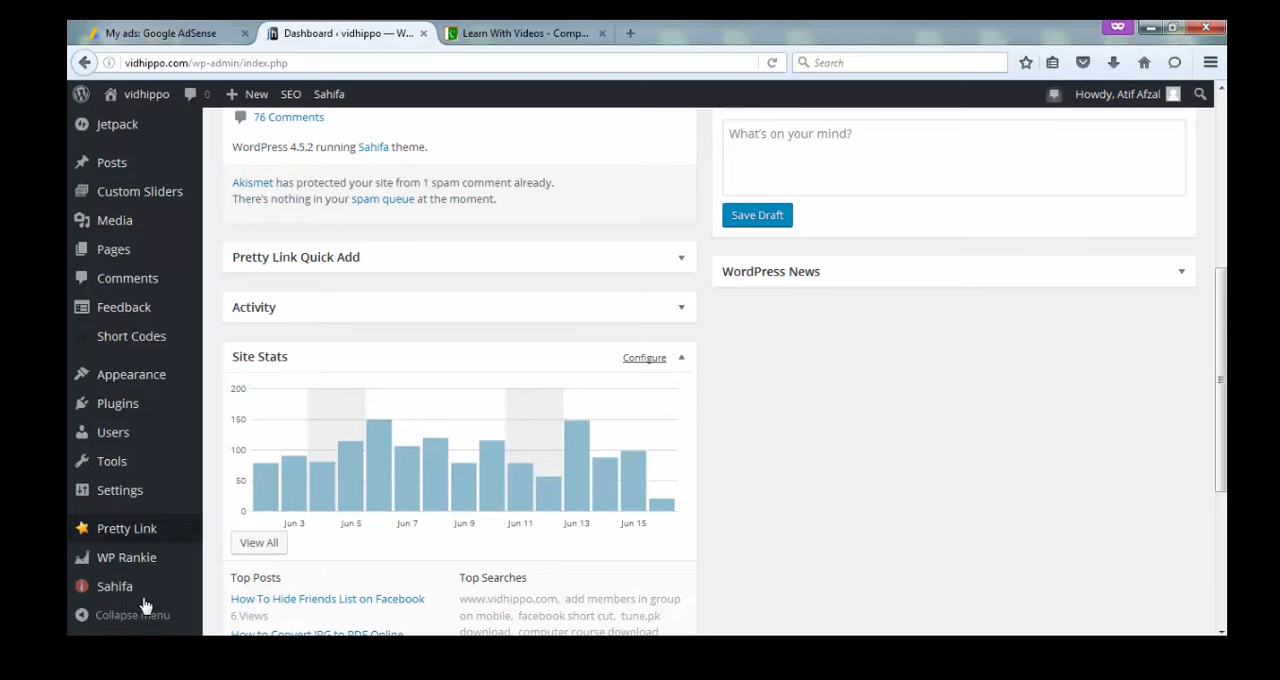 My ads: Google AdSense
Dashboard ‹ vidhippo — W...
Learn With Videos - Comp...
vidhippo.com/wp-admin/index.php
Search
vidhippo
0
New
SEO
Sahifa
Howdy, Atif Afzal
Jetpack
Posts
Custom Sliders
Media
Pages
Comments
Feedback
Short Codes
Appearance
Plugins
Users
Tools
Settings
Pretty Link
WP Rankie
Sahifa
Collapse menu
76 Comments
WordPress 4.5.2 running Sahifa theme.
Akismet has protected your site from 1 spam comment already.
There's nothing in your spam queue at the moment.
Pretty Link Quick Add
Activity
Site Stats
Configure
200
150
100
50
0
Jun 3
Jun 5
Jun 7
Jun 9
Jun 11
Jun 13
Jun 15
View All
Top Posts
How To Hide Friends List on Facebook
6 Views
How to Convert JPG to PDF Online
Top Searches
www.vidhippo.com, add members in group
on mobile, facebook short cut, tune.pk
download, computer course download
What's on your mind?
Save Draft
WordPress News